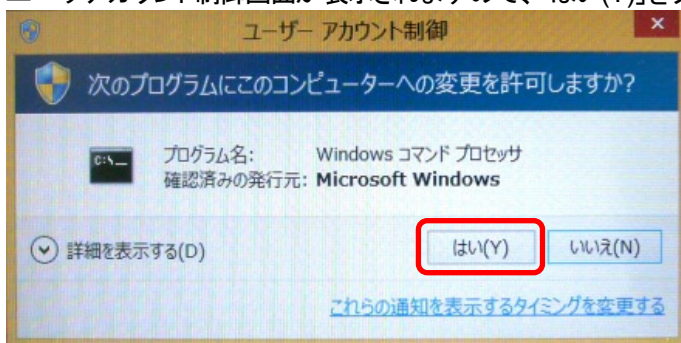 ユーザー アカウント制御
次のプログラムにこのコンピューターへの変更を許可しますか?
C:\_
プログラム名: Windows コマンド プロセッサ
確認済みの発行元: Microsoft Windows
詳細を表示する(D)
はい(Y)
いいえ(N)
これらの通知を表示するタイミングを変更する